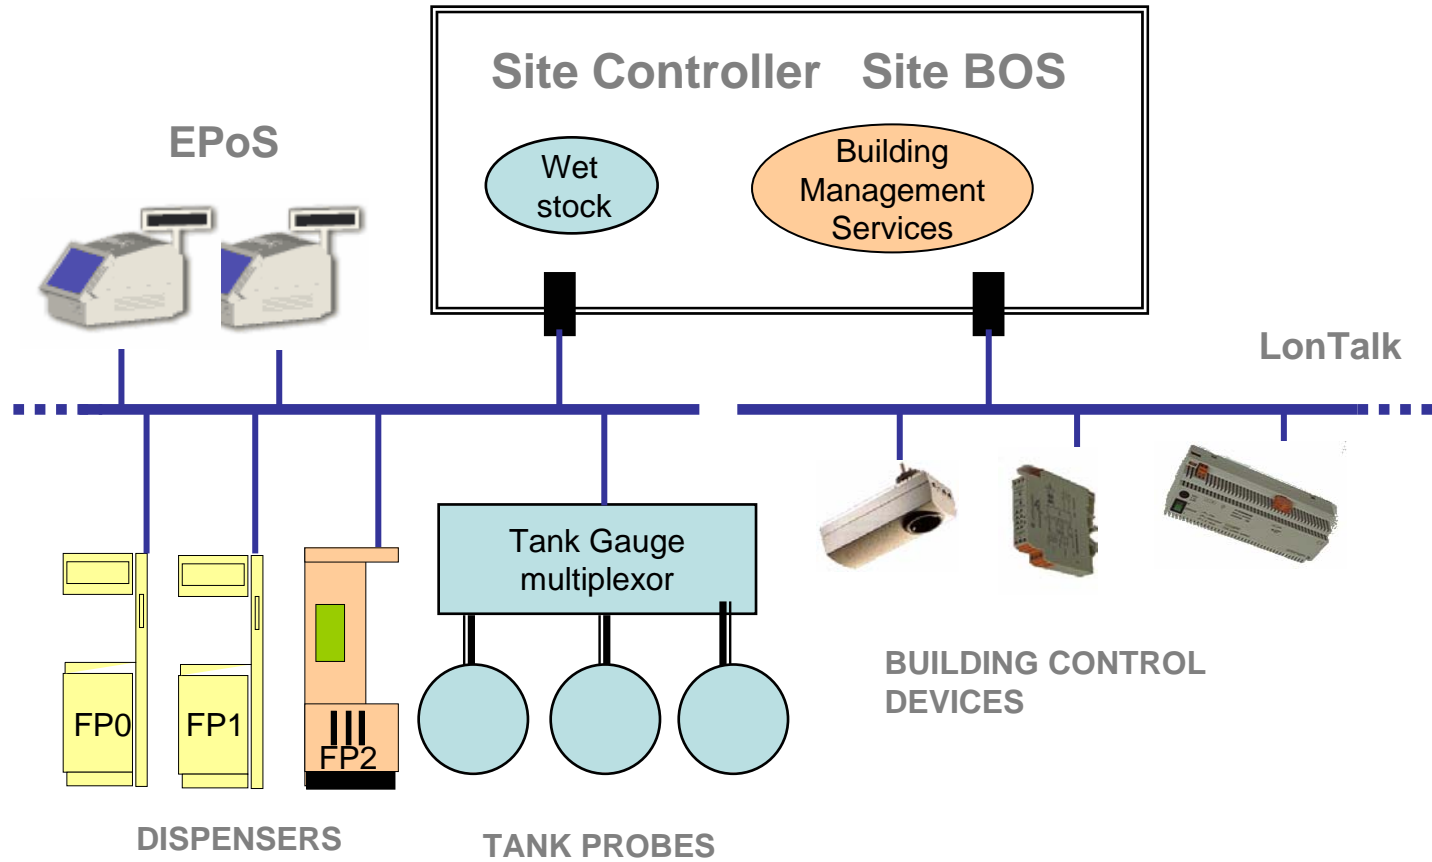 Site Controller Site BOS
EPoS
Wet
stock
Building
Management
Services
LonTalk
Tank Gauge
multiplexor
FP0
FP1
FP2
BUILDING CONTROL
DEVICES
DISPENSERS
TANK PROBES